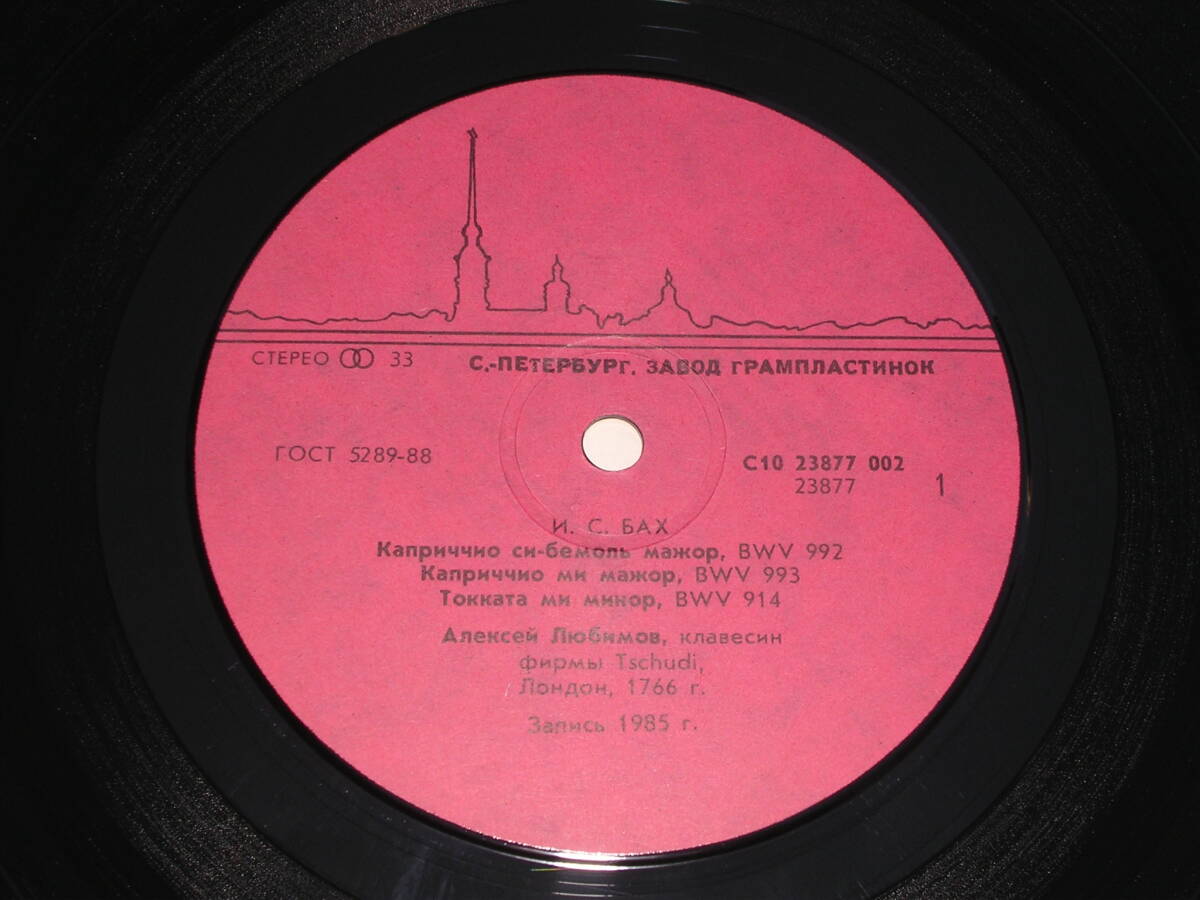 СТЕРЕО 33
С.-ПЕТЕРБУРГ. ЗАВОД ГРАМПЛАСТИНОК
ГОСТ 5289-88
С10 23877 002
23877
1
И. С. БАХ
Каприччио си-бемоль мажор, BWV 992
Каприччио ми мажор, BWV 993
Токката ми минор, BWV 914
Алексей Любимов, клавесин
фирмы Tschudi,
Лондон, 1766 г.
Запись 1985 г.